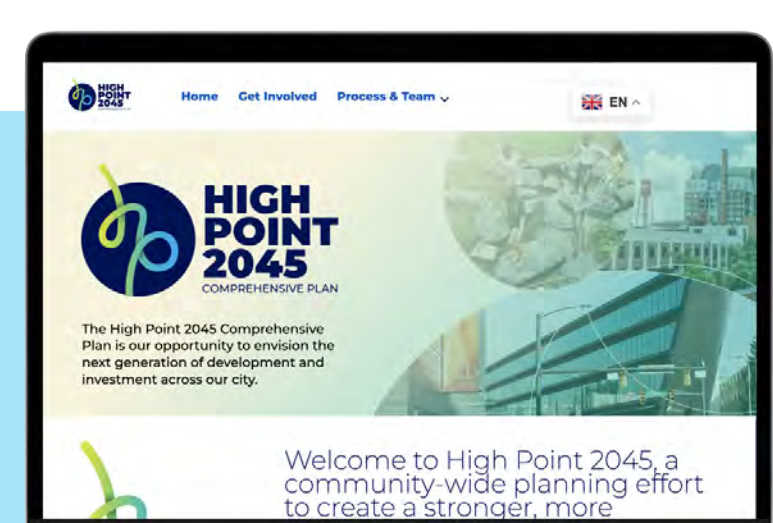 HIGH
POINT
2045
COMPREHENSIVE PLAN
Home Get Involved Process & Team
EN
HIGH
POINT
2045
COMPREHENSIVE PLAN
The High Point 2045 Comprehensive
Plan is our opportunity to envision the
next generation of development and
investment across our city.
Welcome to High Point 2045, a
community-wide planning effort
to create a stronger, more